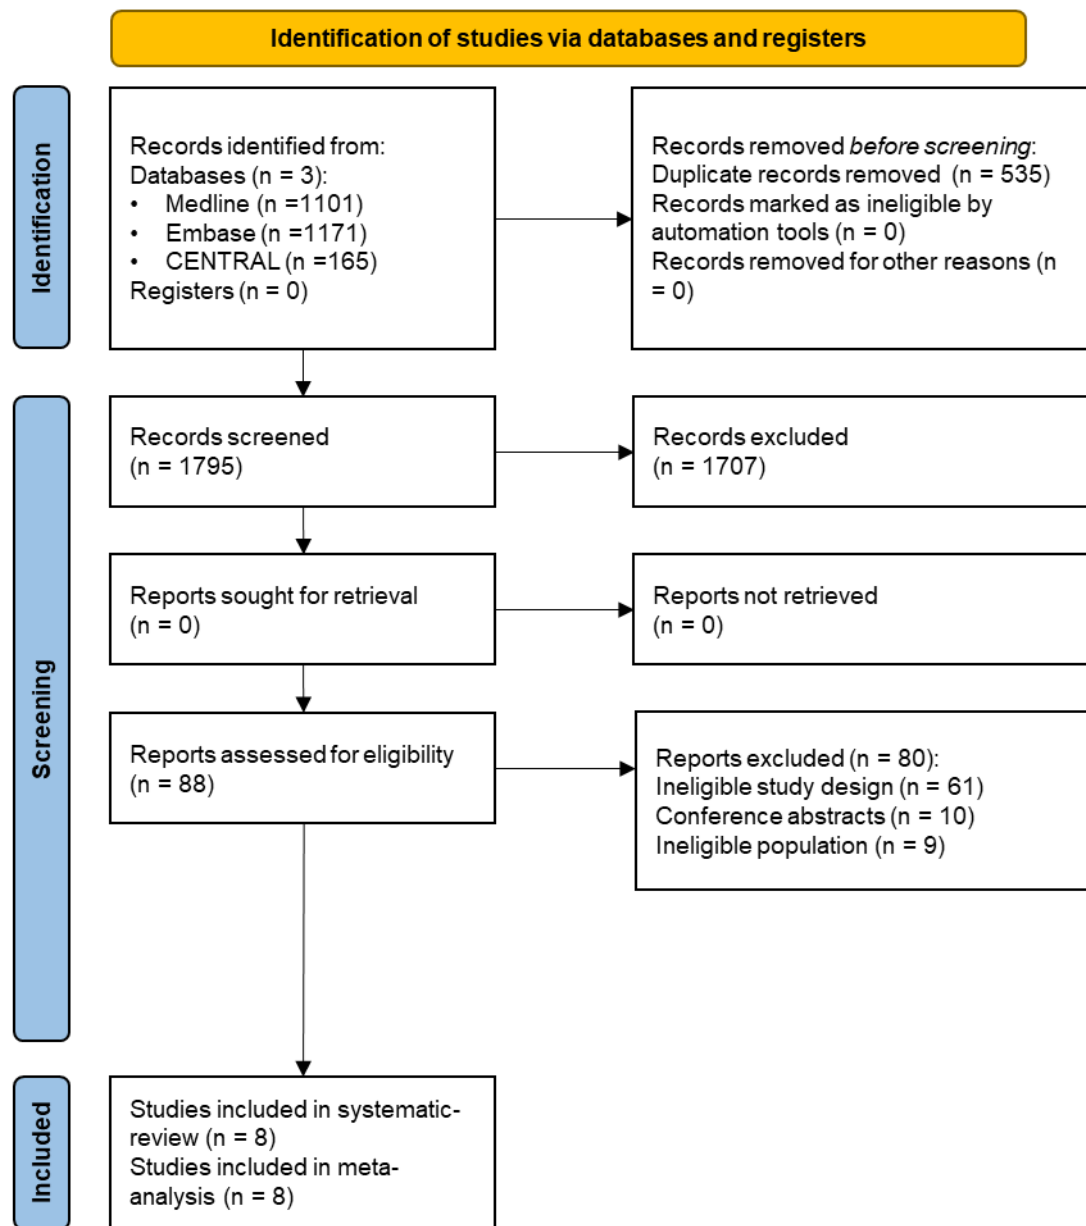 Identification of studies via databases and registers
Identification
Records identified from:
Databases (n = 3):
• Medline (n =1101)
• Embase (n =1171)
• CENTRAL (n =165)
Registers (n = 0)
Records removed before screening:
Duplicate records removed (n = 535)
Records marked as ineligible by
automation tools (n = 0)
Records removed for other reasons (n
= 0)
Screening
Records screened
(n = 1795)
Records excluded
(n = 1707)
Reports sought for retrieval
(n = 0)
Reports not retrieved
(n = 0)
Reports assessed for eligibility
(n = 88)
Reports excluded (n = 80):
Ineligible study design (n = 61)
Conference abstracts (n = 10)
Ineligible population (n = 9)
Included
Studies included in systematic-
review (n = 8)
Studies included in meta-
analysis (n = 8)